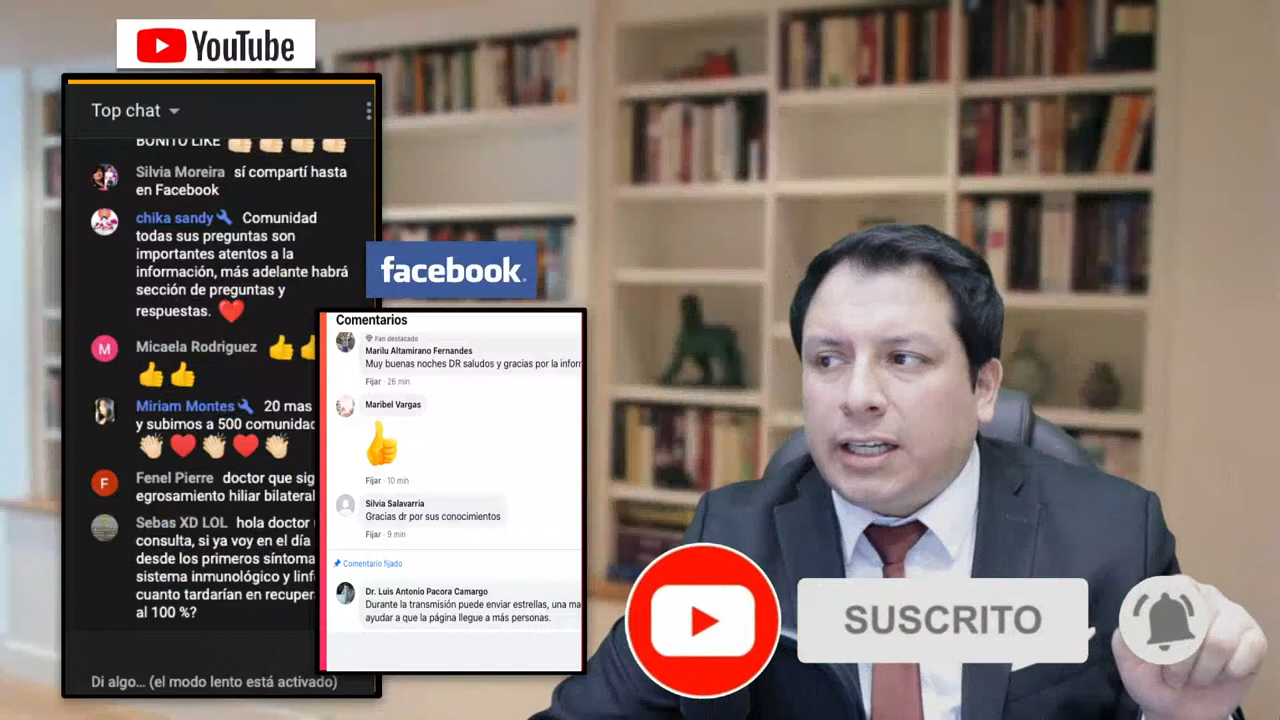 YouTube
Top chat
BONITO LIKE
Silvia Moreira sí compartí hasta
en Facebook
chika sandy Comunidad
todas sus preguntas son
importantes atentos a la
información, más adelante habrá
sección de preguntas y
respuestas.
M Micaela Rodriguez
Miriam Montes 20 mas
y subimos a 500 comunidad
F Fenel Pierre doctor que sig
egrosamiento hiliar bilateral
Sebas XD LOL hola doctor
consulta, si ya voy en el día
desde los primeros síntoma
sistema inmunológico y linfo
cuanto tardarían en recuper
al 100 %?
Di algo... (el modo lento está activado)
facebook
Comentarios
Fan destacado
Marilu Altamirano Fernandes
Muy buenas noches DR saludos y gracias por la infor
Fijar · 26 min
Maribel Vargas
Fijar · 10 min
Silvia Salavarria
Gracias dr por sus conocimientos
Fijar · 9 min
Comentario fijado
Dr. Luis Antonio Pacora Camargo
Durante la transmisión puede enviar estrellas, una ma
ayudar a que la página llegue a más personas.
SUSCRITO